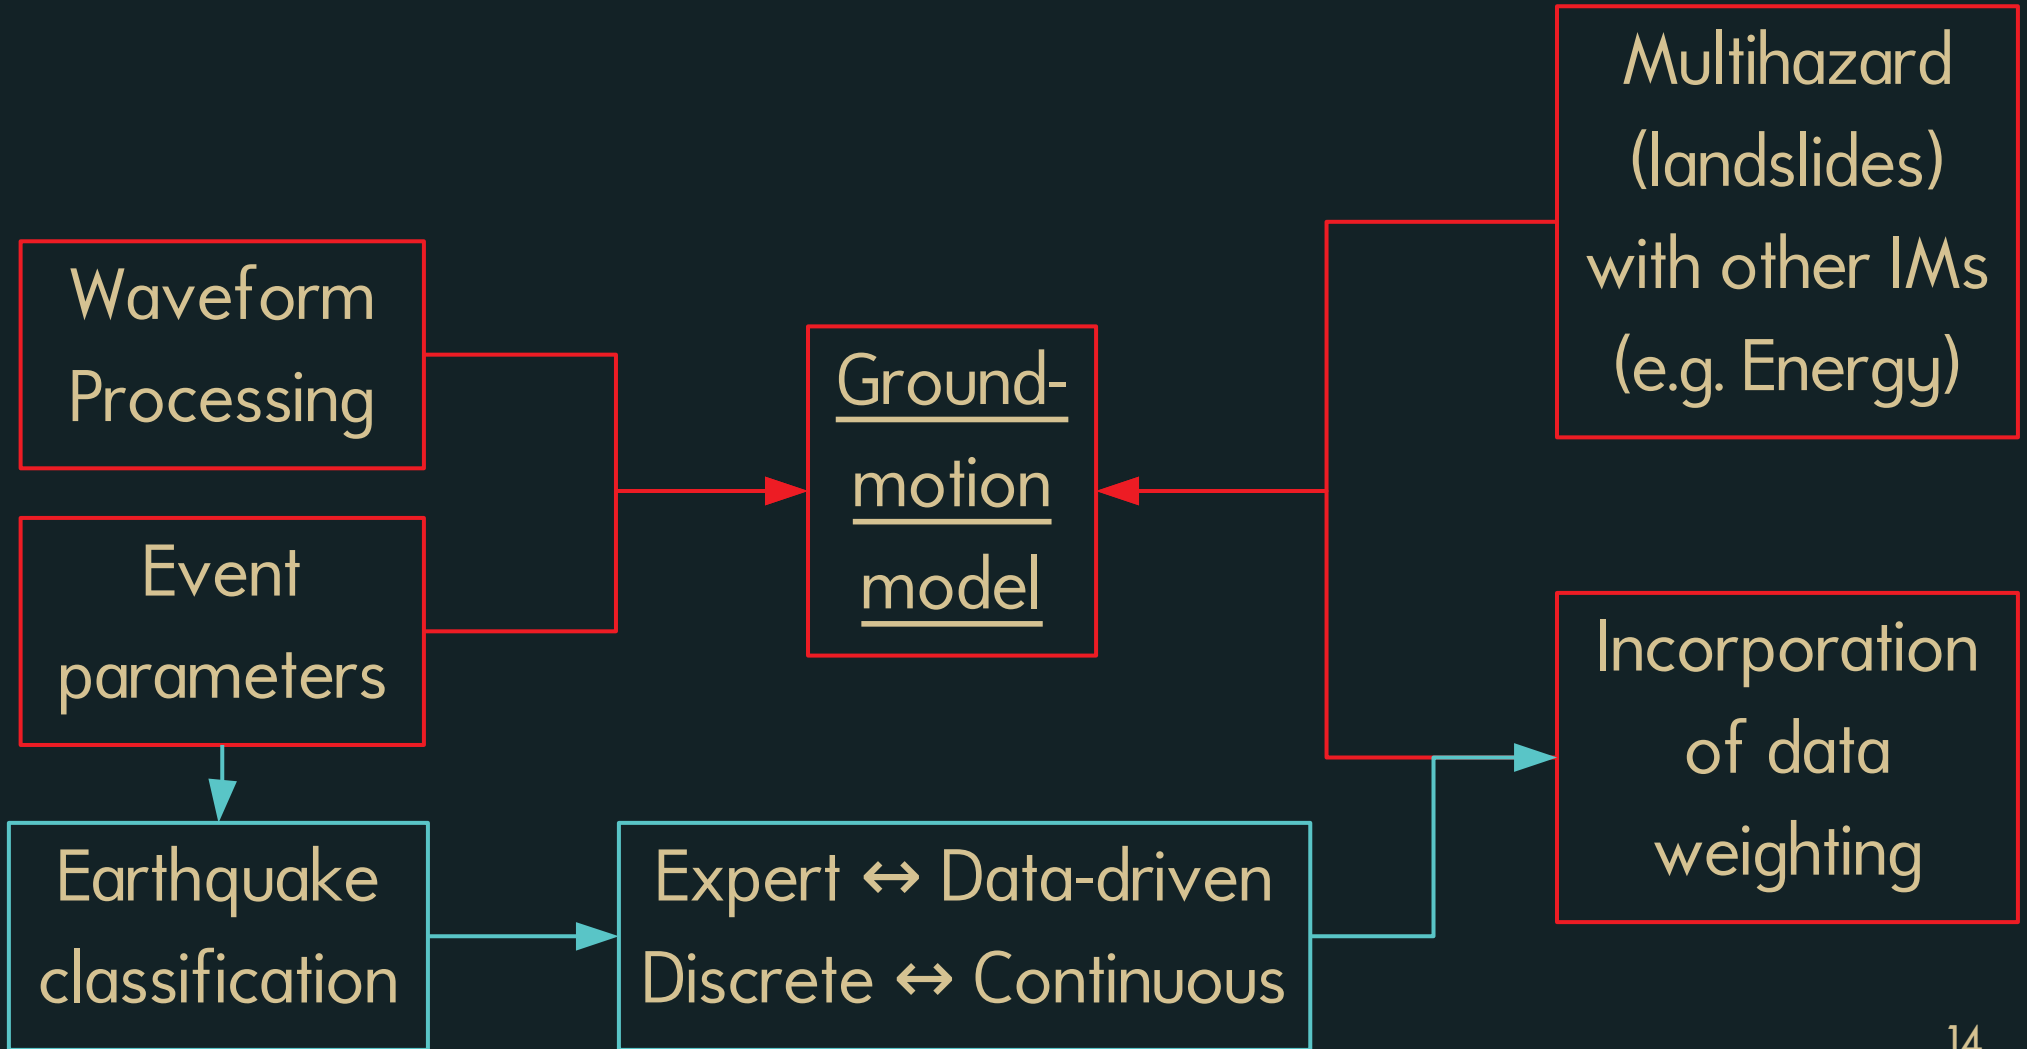 Waveform
Processing
Event
parameters
Earthquake
classification
Expert ↔ Data-driven
Discrete ↔ Continuous
Ground-
motion
model
Multihazard
(landslides)
with other IMs
(e.g. Energy)
Incorporation
of data
weighting
14